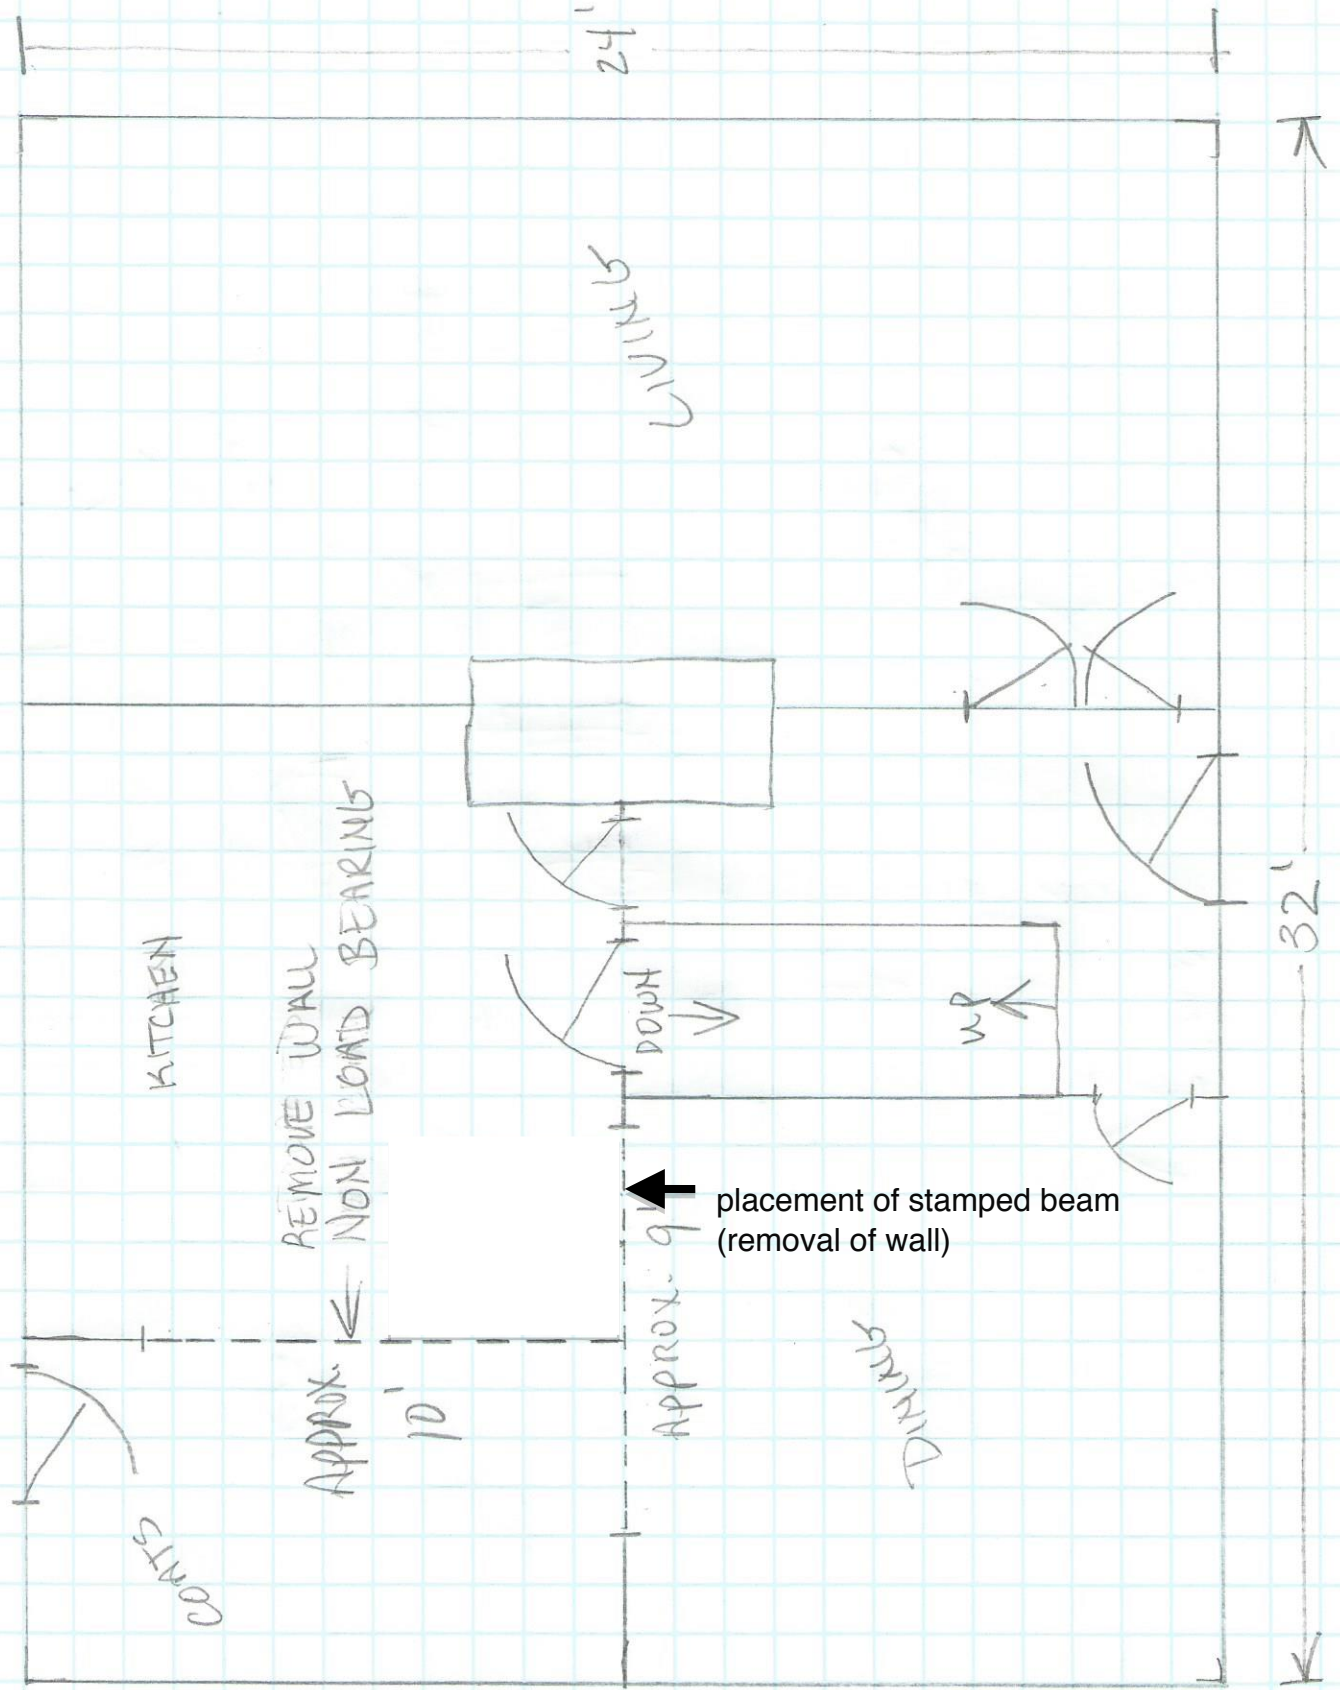 24'
LIVING
32'
KITCHEN
REMOVE WALL
NON LOAD BEARING
DOWN
UP
placement of stamped beam
(removal of wall)
APPROX. 9'
APPROX.
10'
DINING
COATS